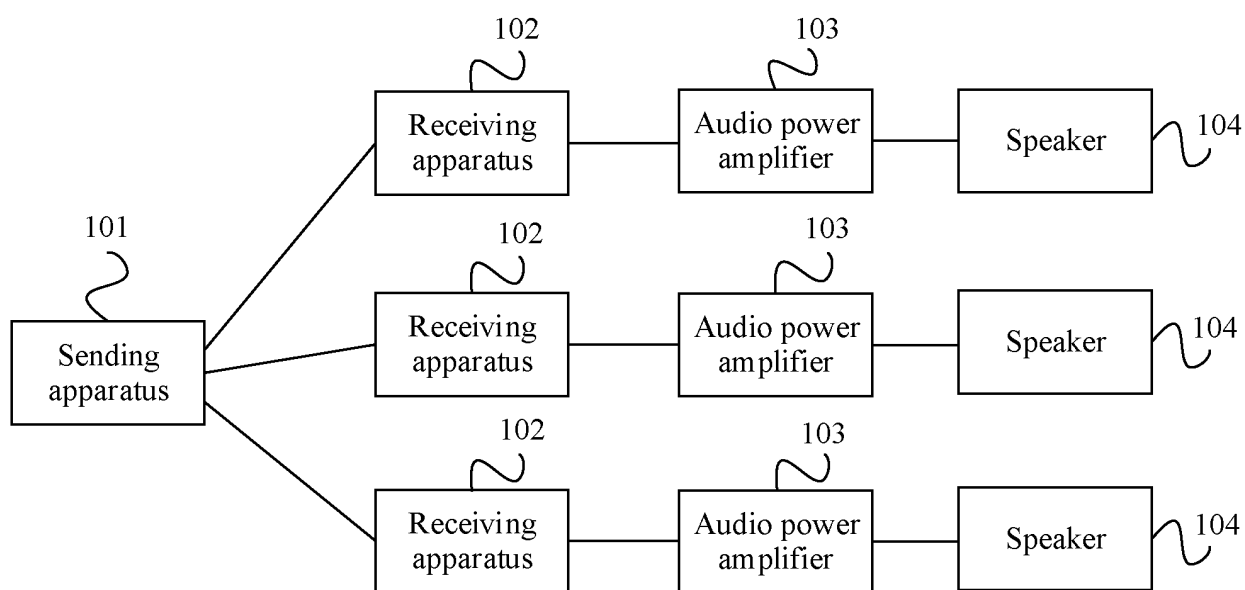 102
103
Receiving
apparatus
Audio power
amplifier
Speaker
104
101
Sending
apparatus
102
103
Receiving
apparatus
Audio power
amplifier
Speaker
104
102
103
Receiving
apparatus
Audio power
amplifier
Speaker
104